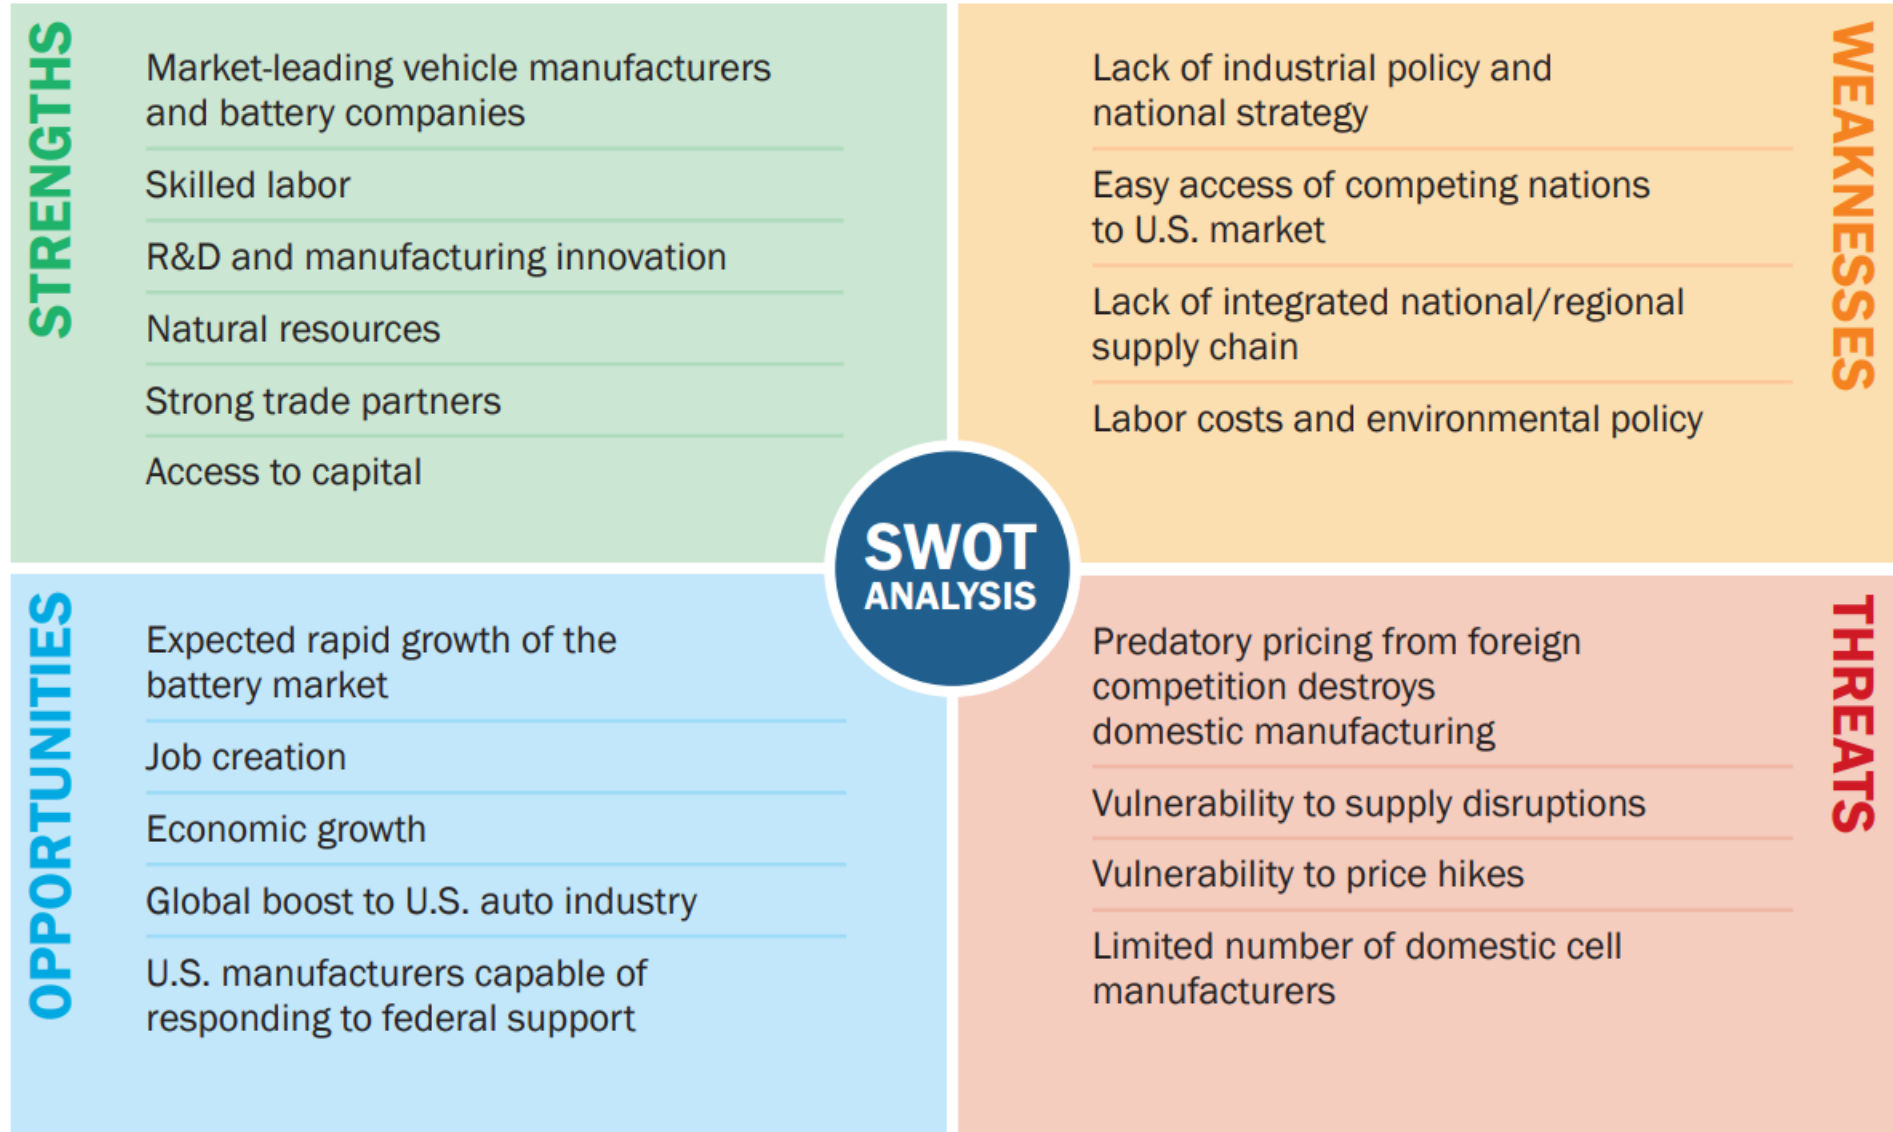 STRENGTHS
Market-leading vehicle manufacturers
and battery companies
Skilled labor
R&D and manufacturing innovation
Natural resources
Strong trade partners
Access to capital
WEAKNESSES
Lack of industrial policy and
national strategy
Easy access of competing nations
to U.S. market
Lack of integrated national/regional
supply chain
Labor costs and environmental policy
SWOT
ANALYSIS
OPPORTUNITIES
Expected rapid growth of the
battery market
Job creation
Economic growth
Global boost to U.S. auto industry
U.S. manufacturers capable of
responding to federal support
THREATS
Predatory pricing from foreign
competition destroys
domestic manufacturing
Vulnerability to supply disruptions
Vulnerability to price hikes
Limited number of domestic cell
manufacturers